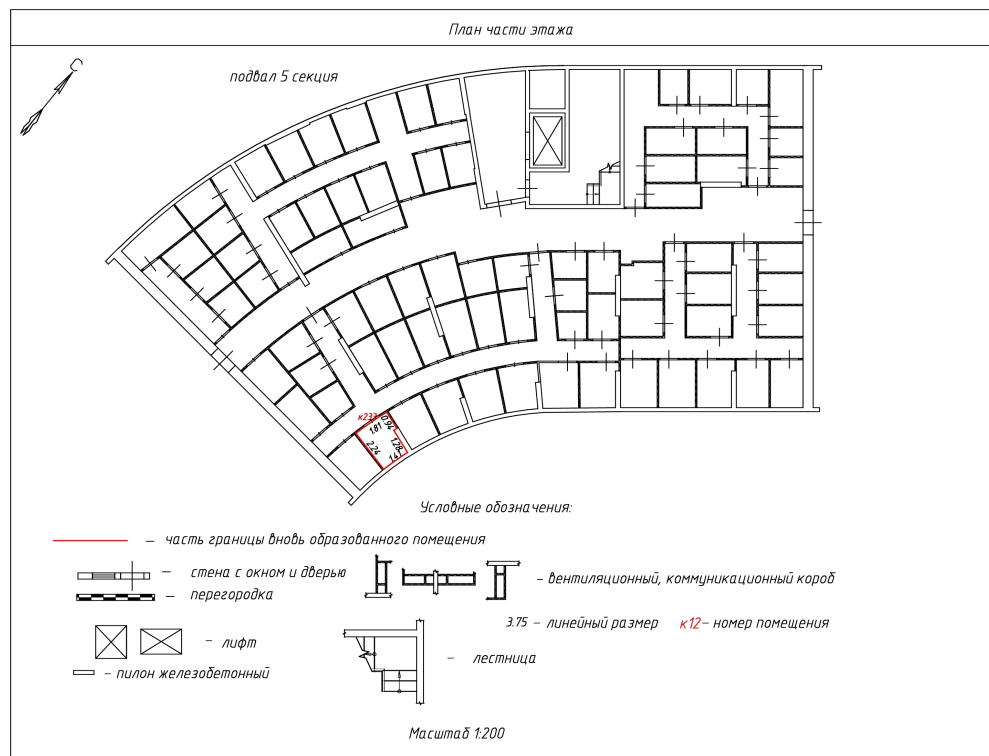 План части этажа
С
подвал 5 секция
к233
0.94
1.81
2.24
1.28
1.41
Условные обозначения:
— часть границы вновь образованного помещения
— стена с окном и дверью
— перегородка
- вентиляционный, коммуникационный короб
3.75 - линейный размер к12 - номер помещения
- лифт
- лестница
- пилон железобетонный
Масштаб 1:200